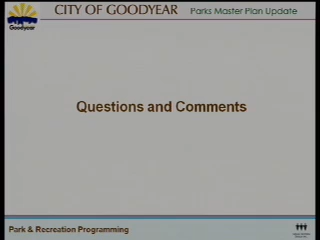 CITY OF GOODYEAR Parks Master Plan Update
Goodyear
Questions and Comments
Park & Recreation Programming